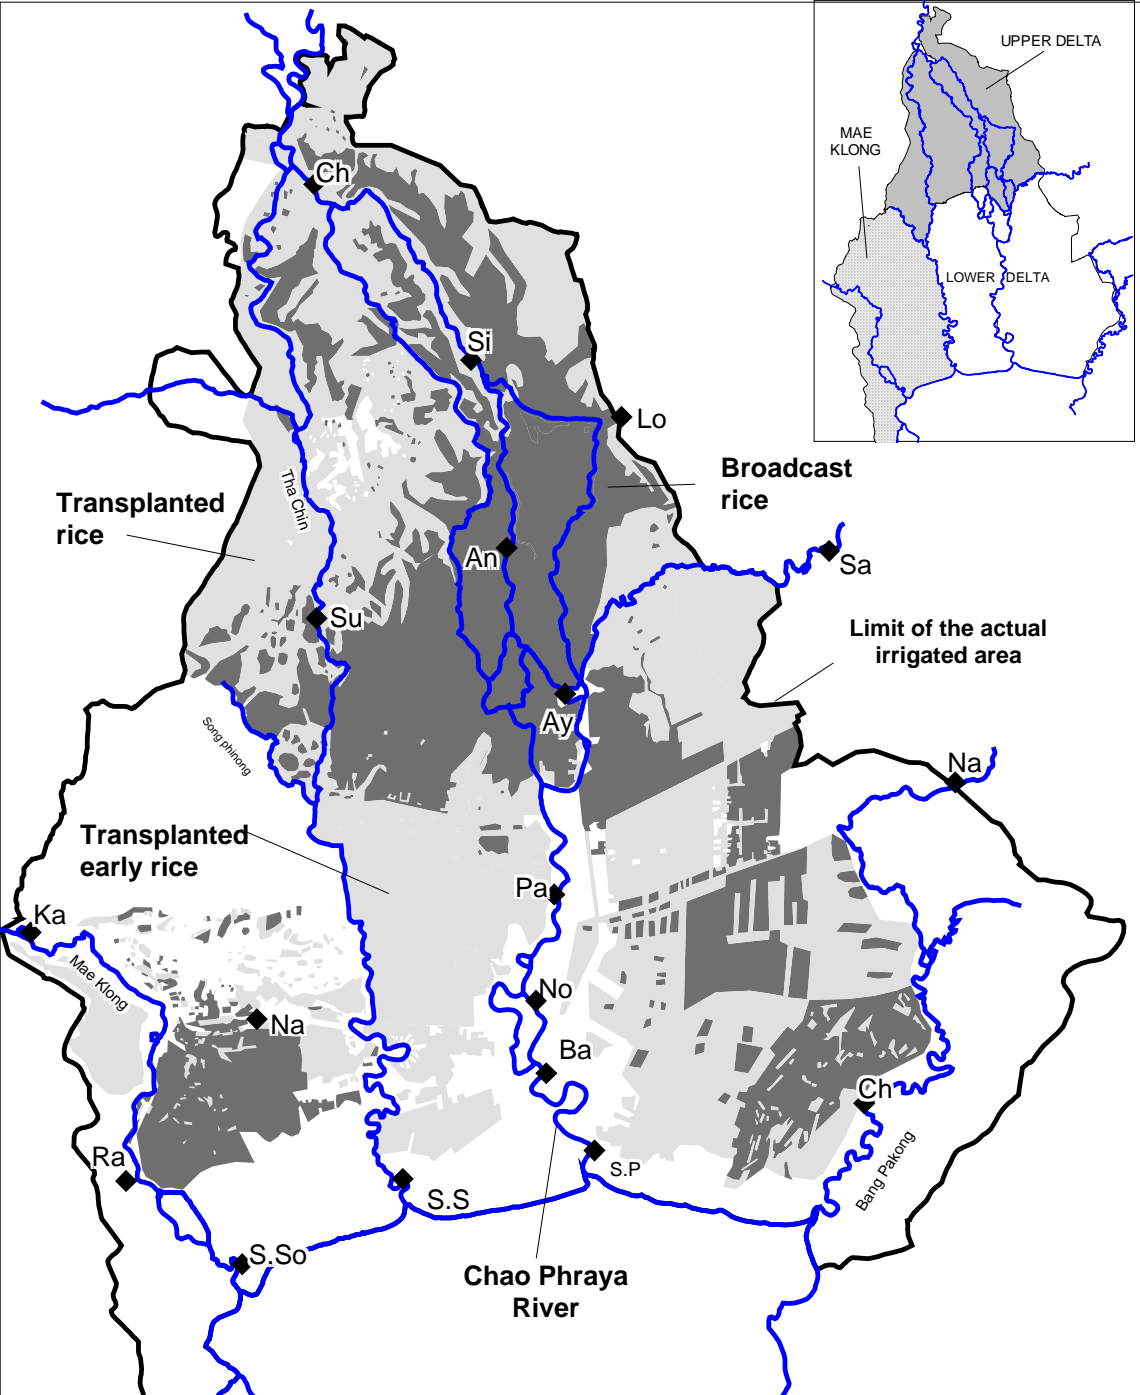 UPPER DELTA
MAE
KLONG
LOWER DELTA
Ch
Si
Lo
Broadcast
rice
Transplanted
rice
Tha Chin
An
Sa
Su
Limit of the actual
irrigated area
Ay
Song phinong
Na
Transplanted
early rice
Pa
Ka
Mae Klong
No
Na
Ba
Ch
Ra
S.P
Bang Pakong
S.S
S.So
Chao Phraya
River